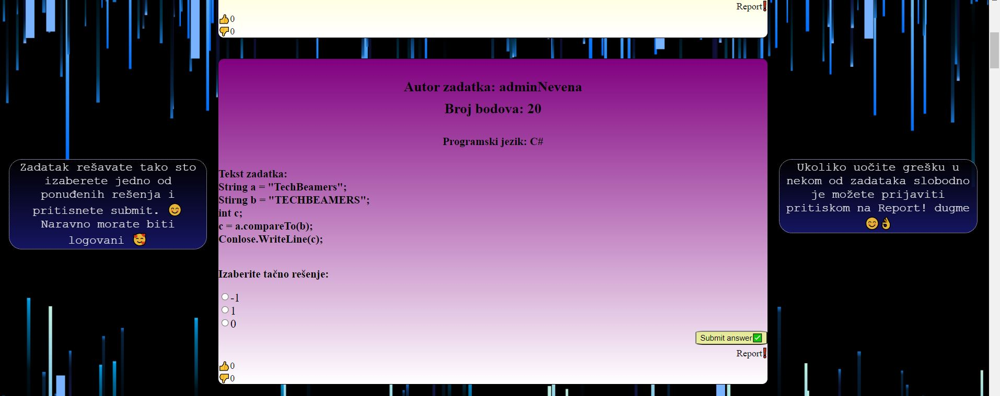 Report❗
👍0
👎0
Autor zadatka: adminNevena
Broj bodova: 20
Programski jezik: C#
Tekst zadatka:
String a = "TechBeamers";
Stirng b = "TECHBEAMERS";
int c;
c = a.compareTo(b);
Conlose.WriteLine(c);
Izaberite tačno rešenje:
-1
1
0
Submit answer✅
Report❗
👍0
👎0
Zadatak rešavate tako sto
izaberete jedno od
ponuđenih rešenja i
pritisnete submit. 😊
Naravno morate biti
logovani 🥰
Ukoliko uočite grešku u
nekom od zadataka slobodno
je možete prijaviti
pritiskom na Report! dugme
😊👌